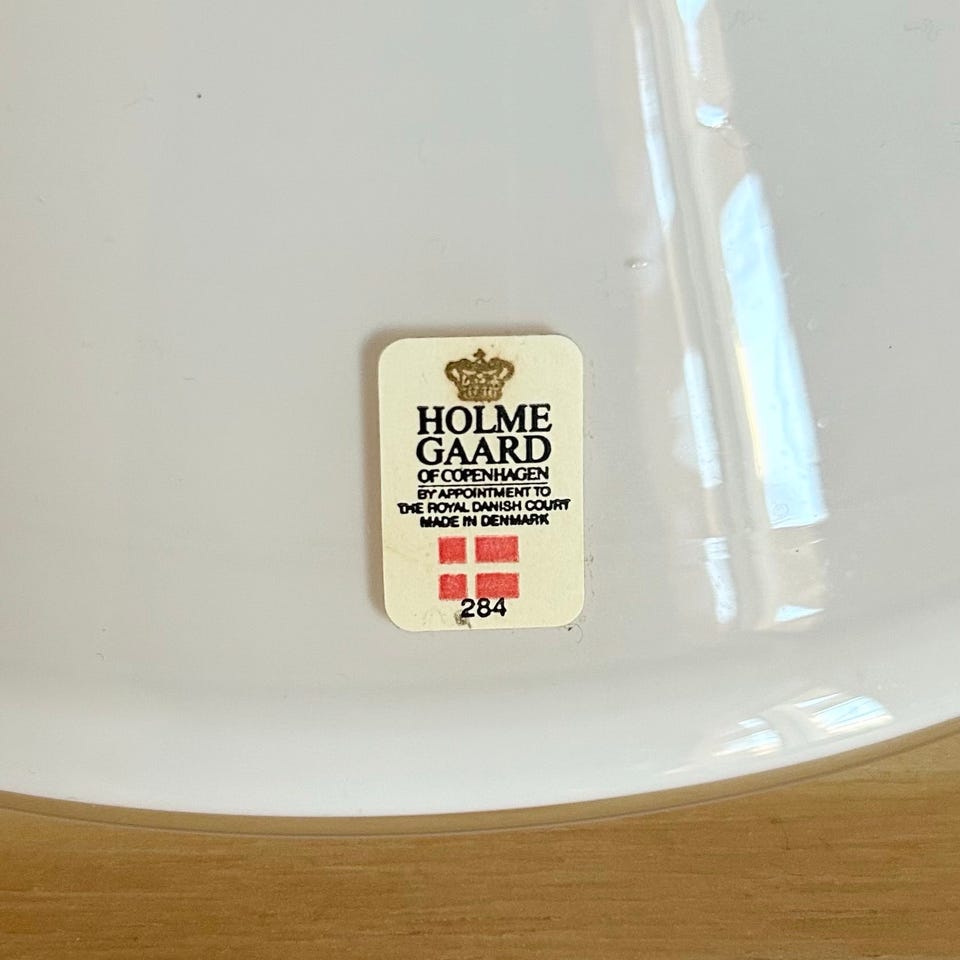 HOLME
GAARD
OF COPENHAGEN
BY APPOINTMENT TO
THE ROYAL DANISH COURT
MADE IN DENMARK
284